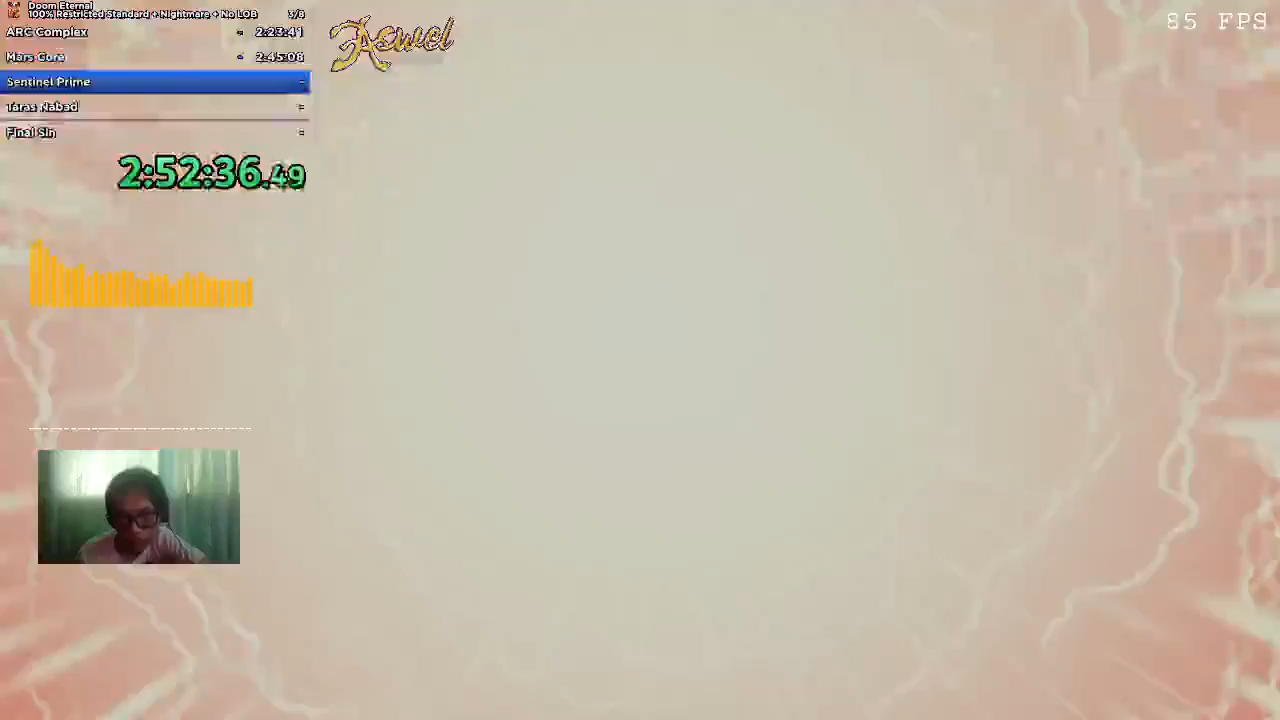 Doom Eternal
100% Restricted Standard + Nightmare + No LOB 3/8
ARC Complex - 2:23:41
Mars Core - 2:45:08
Sentinel Prime -
Taras Nabad -
Final Sin -
2:52:36.49
Aswel
85 FPS